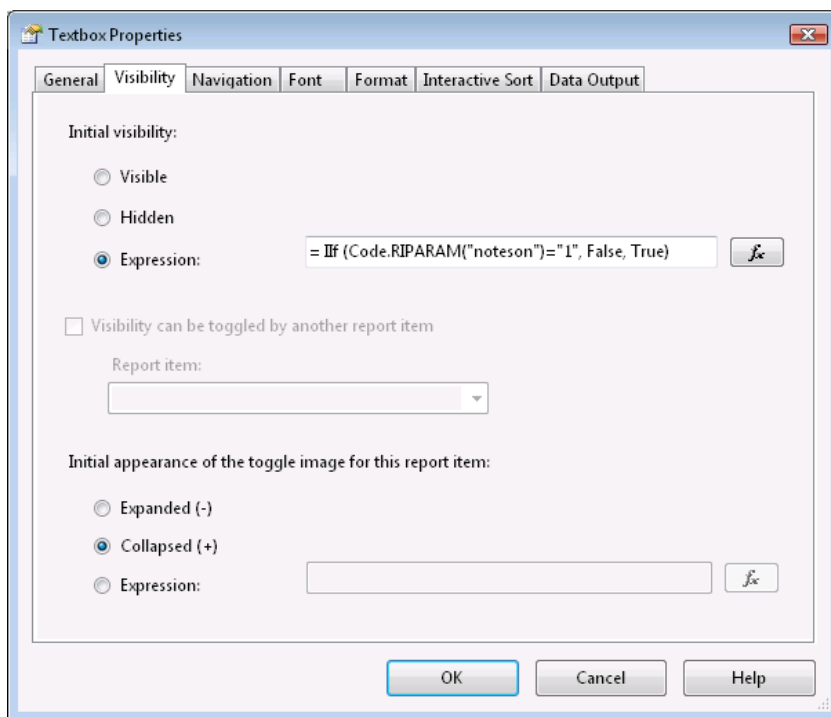 Textbox Properties
General Visibility Navigation Font Format Interactive Sort Data Output
Initial visibility:
Visible
Hidden
Expression: = IIf (Code.RIPARAM("noteson")="1", False, True) fx
Visibility can be toggled by another report item
Report item:
Initial appearance of the toggle image for this report item:
Expanded (-)
Collapsed (+)
Expression: fx
OK Cancel Help